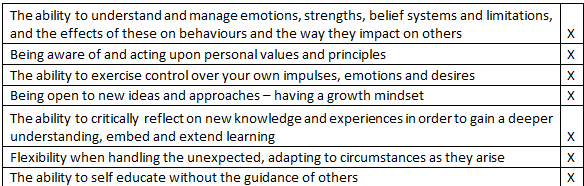 The ability to understand and manage emotions, strengths, belief systems and limitations,
and the effects of these on behaviours and the way they impact on others X
Being aware of and acting upon personal values and principles X
The ability to exercise control over your own impulses, emotions and desires X
Being open to new ideas and approaches – having a growth mindset X
The ability to critically reflect on new knowledge and experiences in order to gain a deeper
understanding, embed and extend learning X
Flexibility when handling the unexpected, adapting to circumstances as they arise X
The ability to self educate without the guidance of others X